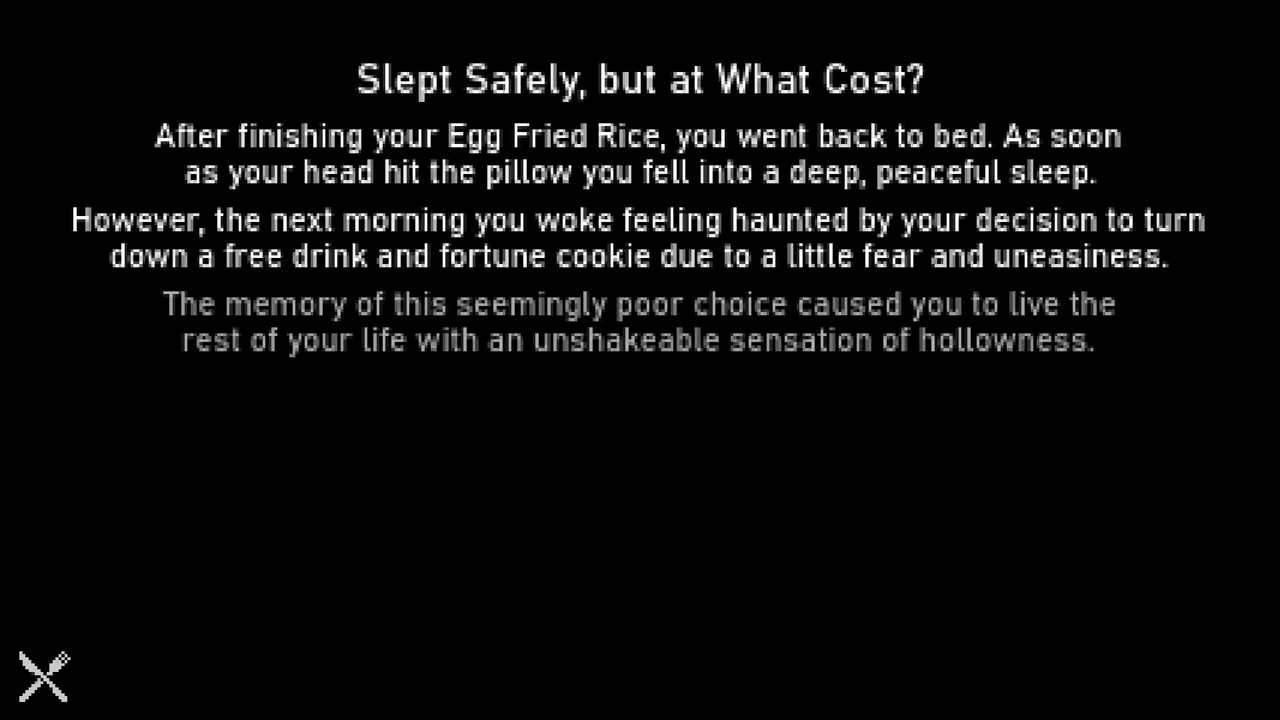 Slept Safely, but at What Cost?
After finishing your Egg Fried Rice, you went back to bed. As soon
as your head hit the pillow you fell into a deep, peaceful sleep.
However, the next morning you woke feeling haunted by your decision to turn
down a free drink and fortune cookie due to a little fear and uneasiness.
The memory of this seemingly poor choice caused you to live the
rest of your life with an unshakeable sensation of hollowness.